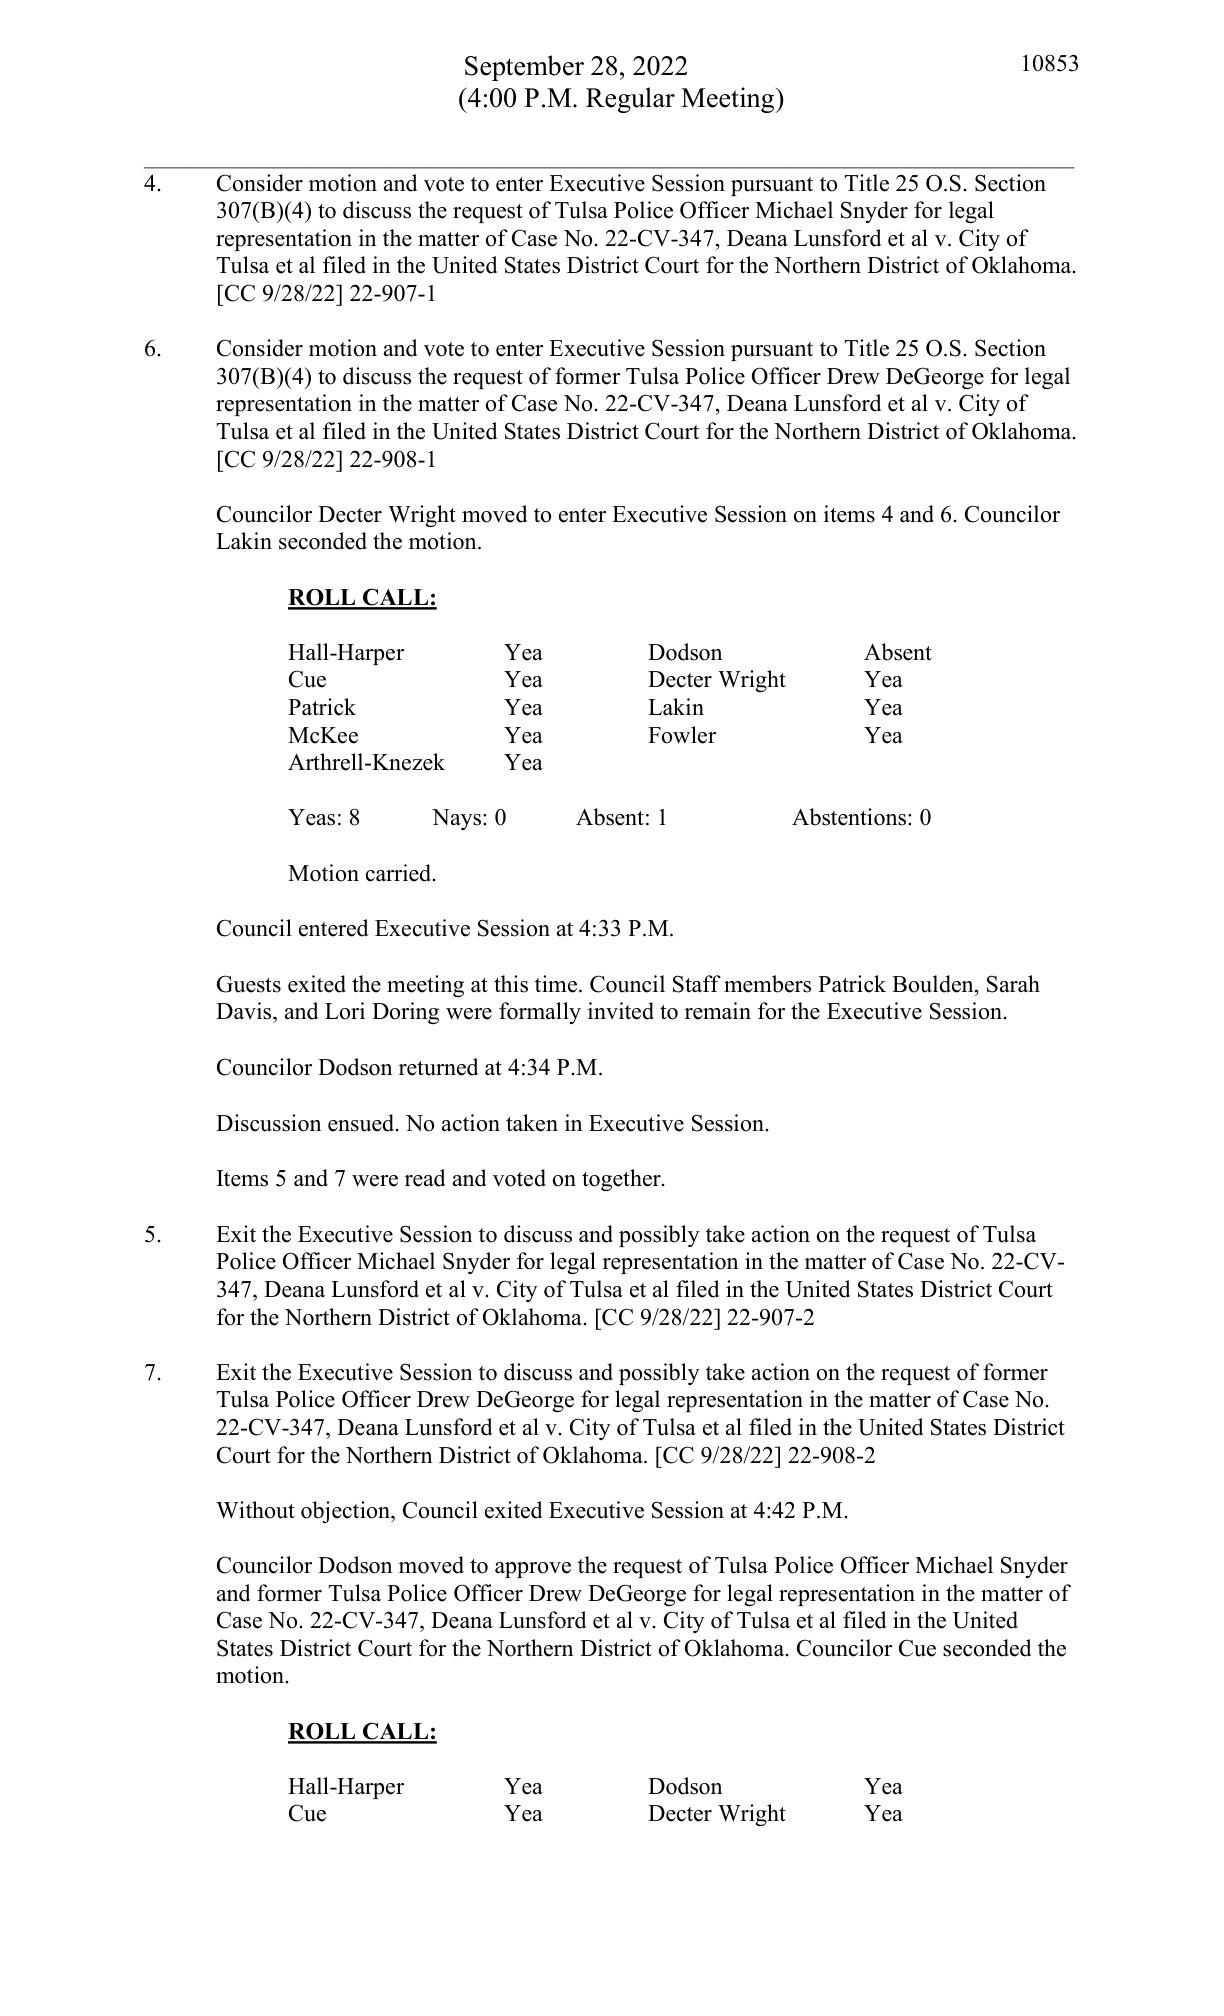 September 28, 2022
10853
(4:00 P.M. Regular Meeting)
4. Consider motion and vote to enter Executive Session pursuant to Title 25 O.S. Section
307(B)(4) to discuss the request of Tulsa Police Officer Michael Snyder for legal
representation in the matter of Case No. 22-CV-347, Deana Lunsford et al v. City of
Tulsa et al filed in the United States District Court for the Northern District of Oklahoma.
[CC 9/28/22] 22-907-1
6. Consider motion and vote to enter Executive Session pursuant to Title 25 O.S. Section
307(B)(4) to discuss the request of former Tulsa Police Officer Drew DeGeorge for legal
representation in the matter of Case No. 22-CV-347, Deana Lunsford et al v. City of
Tulsa et al filed in the United States District Court for the Northern District of Oklahoma.
[CC 9/28/22] 22-908-1
Councilor Decter Wright moved to enter Executive Session on items 4 and 6. Councilor
Lakin seconded the motion.
ROLL CALL:
Hall-Harper Yea Dodson Absent
Cue Yea Decter Wright Yea
Patrick Yea Lakin Yea
McKee Yea Fowler Yea
Arthrell-Knezek Yea
Yeas: 8 Nays: 0 Absent: 1 Abstentions: 0
Motion carried.
Council entered Executive Session at 4:33 P.M.
Guests exited the meeting at this time. Council Staff members Patrick Boulden, Sarah
Davis, and Lori Doring were formally invited to remain for the Executive Session.
Councilor Dodson returned at 4:34 P.M.
Discussion ensued. No action taken in Executive Session.
Items 5 and 7 were read and voted on together.
5. Exit the Executive Session to discuss and possibly take action on the request of Tulsa
Police Officer Michael Snyder for legal representation in the matter of Case No. 22-CV-
347, Deana Lunsford et al v. City of Tulsa et al filed in the United States District Court
for the Northern District of Oklahoma. [CC 9/28/22] 22-907-2
7. Exit the Executive Session to discuss and possibly take action on the request of former
Tulsa Police Officer Drew DeGeorge for legal representation in the matter of Case No.
22-CV-347, Deana Lunsford et al v. City of Tulsa et al filed in the United States District
Court for the Northern District of Oklahoma. [CC 9/28/22] 22-908-2
Without objection, Council exited Executive Session at 4:42 P.M.
Councilor Dodson moved to approve the request of Tulsa Police Officer Michael Snyder
and former Tulsa Police Officer Drew DeGeorge for legal representation in the matter of
Case No. 22-CV-347, Deana Lunsford et al v. City of Tulsa et al filed in the United
States District Court for the Northern District of Oklahoma. Councilor Cue seconded the
motion.
ROLL CALL:
Hall-Harper Yea Dodson Yea
Cue Yea Decter Wright Yea